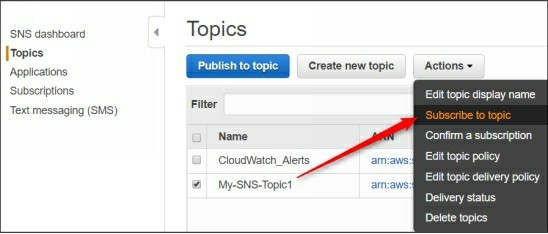 SNS dashboard
Topics
Applications
Subscriptions
Text messaging (SMS)
Topics
Publish to topic
Create new topic
Actions
Filter
Edit topic display name
Subscribe to topic
Confirm a subscription
Edit topic policy
Edit topic delivery policy
Delivery status
Delete topics
Name
CloudWatch_Alerts arn:aws:s
My-SNS-Topic1 arn:aws:s